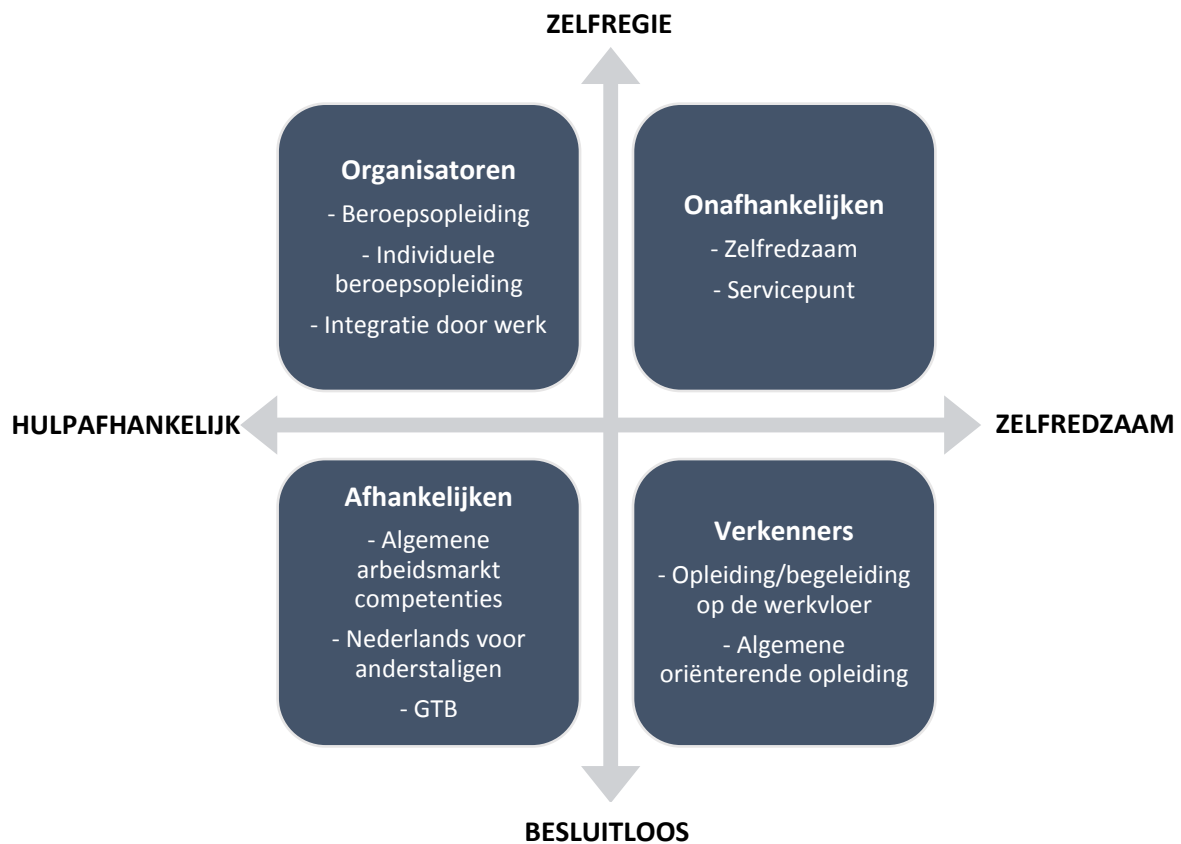 ZELFREGIE
Organisatoren
- Beroepsopleiding
- Individuele
beroepsopleiding
- Integratie door werk
Onafhankelijken
- Zelfredzaam
- Servicepunt
HULPAFHANKELIJK
ZELFREDZAAM
Afhankelijken
- Algemene
arbeidsmarkt
competenties
- Nederlands voor
anderstaligen
- GTB
Verkenners
- Opleiding/begeleiding
op de werkvloer
- Algemene
oriënterende opleiding
BESLUITLOOS